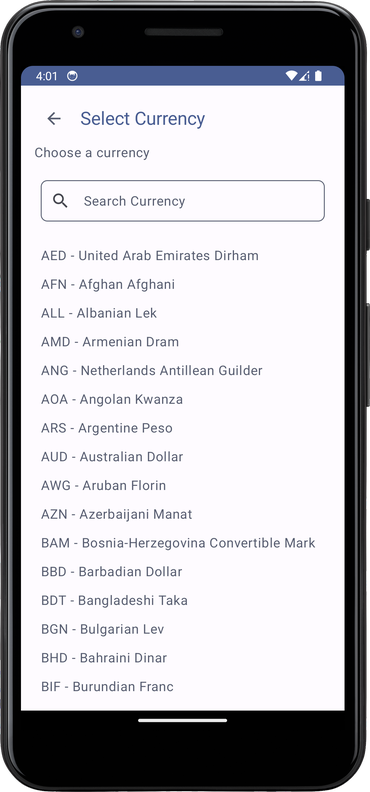 4:01
Select Currency
Choose a currency
Search Currency
AED - United Arab Emirates Dirham
AFN - Afghan Afghani
ALL - Albanian Lek
AMD - Armenian Dram
ANG - Netherlands Antillean Guilder
AOA - Angolan Kwanza
ARS - Argentine Peso
AUD - Australian Dollar
AWG - Aruban Florin
AZN - Azerbaijani Manat
BAM - Bosnia-Herzegovina Convertible Mark
BBD - Barbadian Dollar
BDT - Bangladeshi Taka
BGN - Bulgarian Lev
BHD - Bahraini Dinar
BIF - Burundian Franc